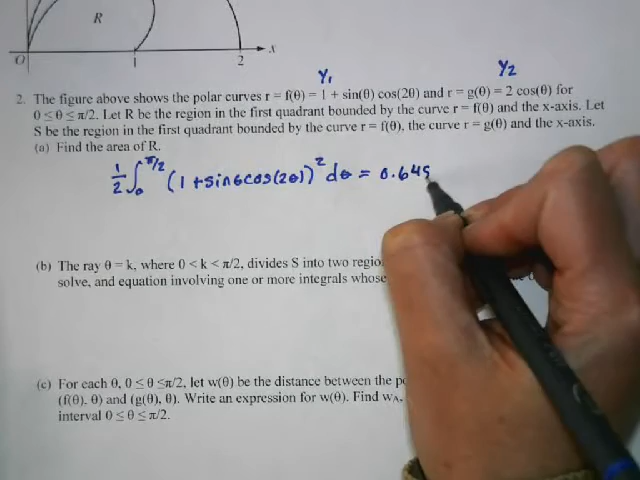 R
O
1
2
x
Y1
Y2
2. The figure above shows the polar curves r = f(θ) = 1 + sin(θ) cos(2θ) and r = g(θ) = 2 cos(θ) for
0 ≤ θ ≤ π/2. Let R be the region in the first quadrant bounded by the curve r = f(θ) and the x-axis. Let
S be the region in the first quadrant bounded by the curve r = f(θ), the curve r = g(θ) and the x-axis.
(a) Find the area of R.
1/2 ∫₀^π/2 (1 + sinθcos(2θ))² dθ = 0.648
(b) The ray θ = k, where 0 < k < π/2, divides S into two
solve, and equation involving one or more integrals whose
(c) For each θ, 0 ≤ θ ≤ π/2, let w(θ) be the distance between the
(f(θ). θ) and (g(θ), θ). Write an expression for w(θ). Find wA,
interval 0 ≤ θ ≤ π/2.